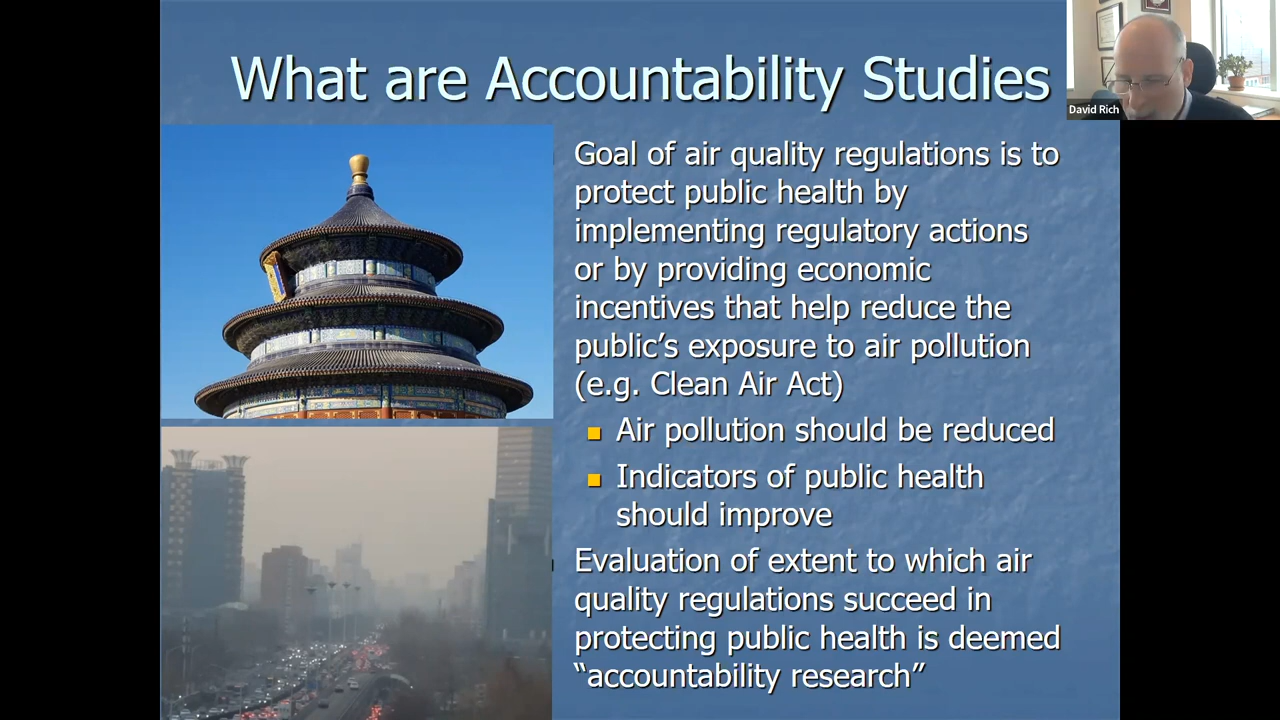 What are Accountability Studies
David Rich
Goal of air quality regulations is to
protect public health by
implementing regulatory actions
or by providing economic
incentives that help reduce the
public’s exposure to air pollution
(e.g. Clean Air Act)
Air pollution should be reduced
Indicators of public health
should improve
Evaluation of extent to which air
quality regulations succeed in
protecting public health is deemed
“accountability research”